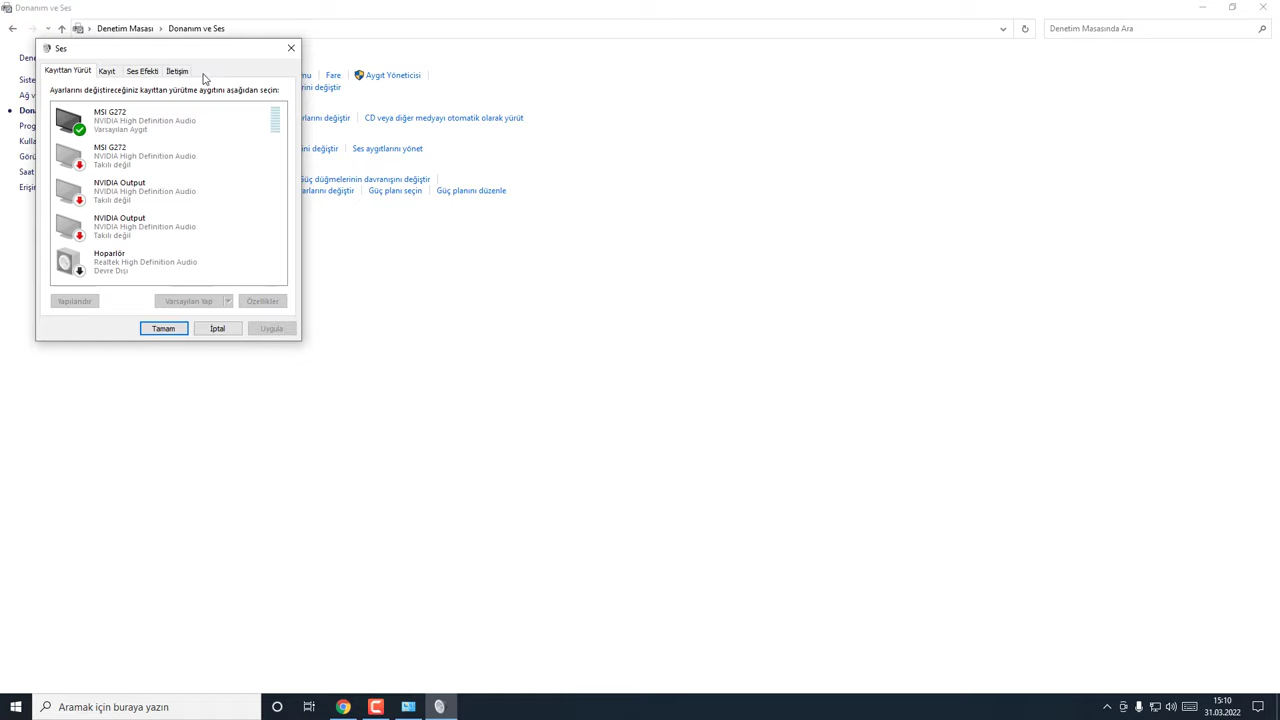 Donanım ve Ses
Denetim Masası
Donanım ve Ses
Denetim Masasında Ara
Ses
Kayıttan Yürüt
Kayıt
Ses Efekti
İletişim
Ayarlarını değiştireceğiniz kayıttan yürütme aygıtını aşağıdan seçin:
MSI G272
NVIDIA High Definition Audio
Varsayılan Aygıt
MSI G272
NVIDIA High Definition Audio
Takılı değil
NVIDIA Output
NVIDIA High Definition Audio
Takılı değil
NVIDIA Output
NVIDIA High Definition Audio
Takılı değil
Hoparlör
Realtek High Definition Audio
Devre Dışı
Yapılandır
Varsayılan Yap
Özellikler
Tamam
İptal
Uygula
Fare
Aygıt Yöneticisi
CD veya diğer medyayı otomatik olarak yürüt
Ses aygıtlarını yönet
Güç düğmelerinin davranışını değiştir
Güç planı seçin
Güç planını düzenle
Aramak için buraya yazın
15:10
31.03.2022